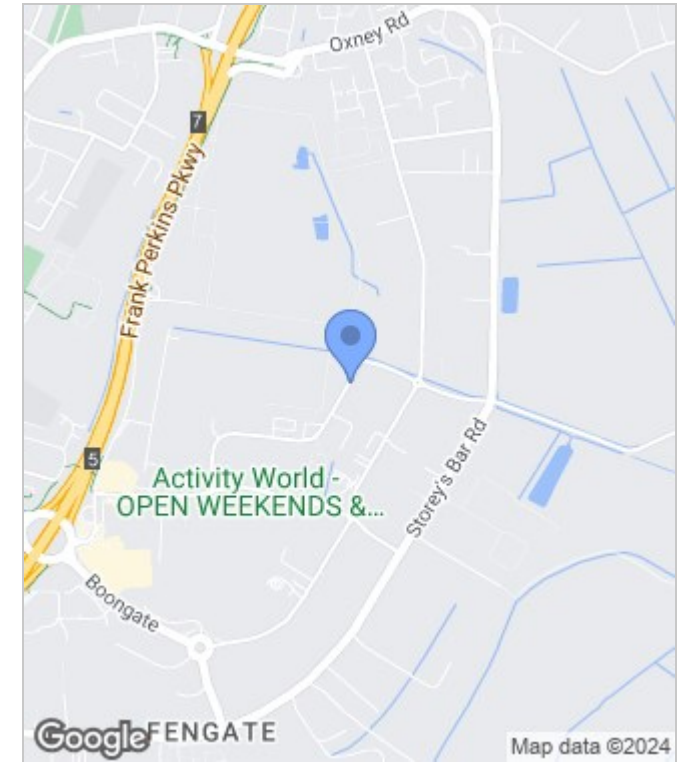 Oxney Rd
7
Frank Perkins Pkwy
5
Activity World -
OPEN WEEKENDS &...
Storey's Bar Rd
Boongate
FENGATE
Google
Map data ©2024